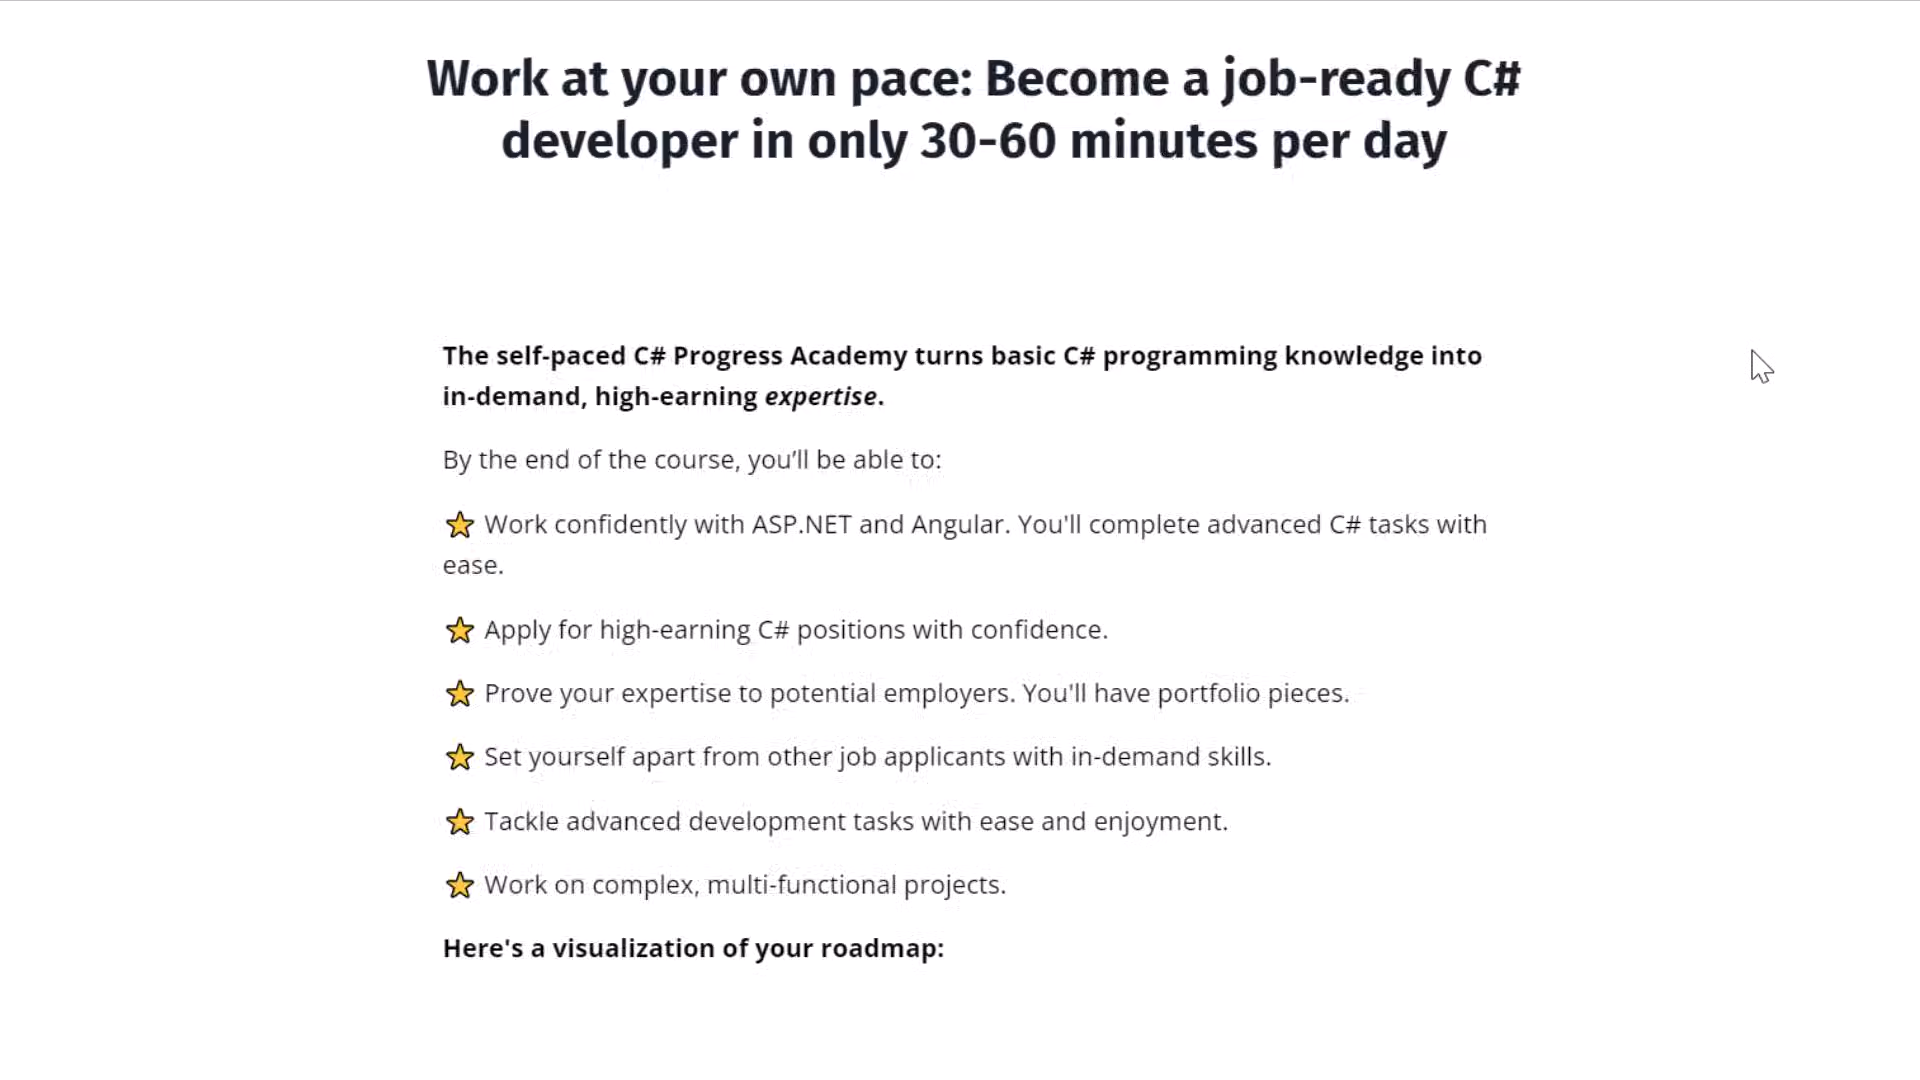 Work at your own pace: Become a job-ready C#
developer in only 30-60 minutes per day
The self-paced C# Progress Academy turns basic C# programming knowledge into
in-demand, high-earning expertise.
By the end of the course, you’ll be able to:
⭐ Work confidently with ASP.NET and Angular. You'll complete advanced C# tasks with
ease.
⭐ Apply for high-earning C# positions with confidence.
⭐ Prove your expertise to potential employers. You'll have portfolio pieces.
⭐ Set yourself apart from other job applicants with in-demand skills.
⭐ Tackle advanced development tasks with ease and enjoyment.
⭐ Work on complex, multi-functional projects.
Here's a visualization of your roadmap: